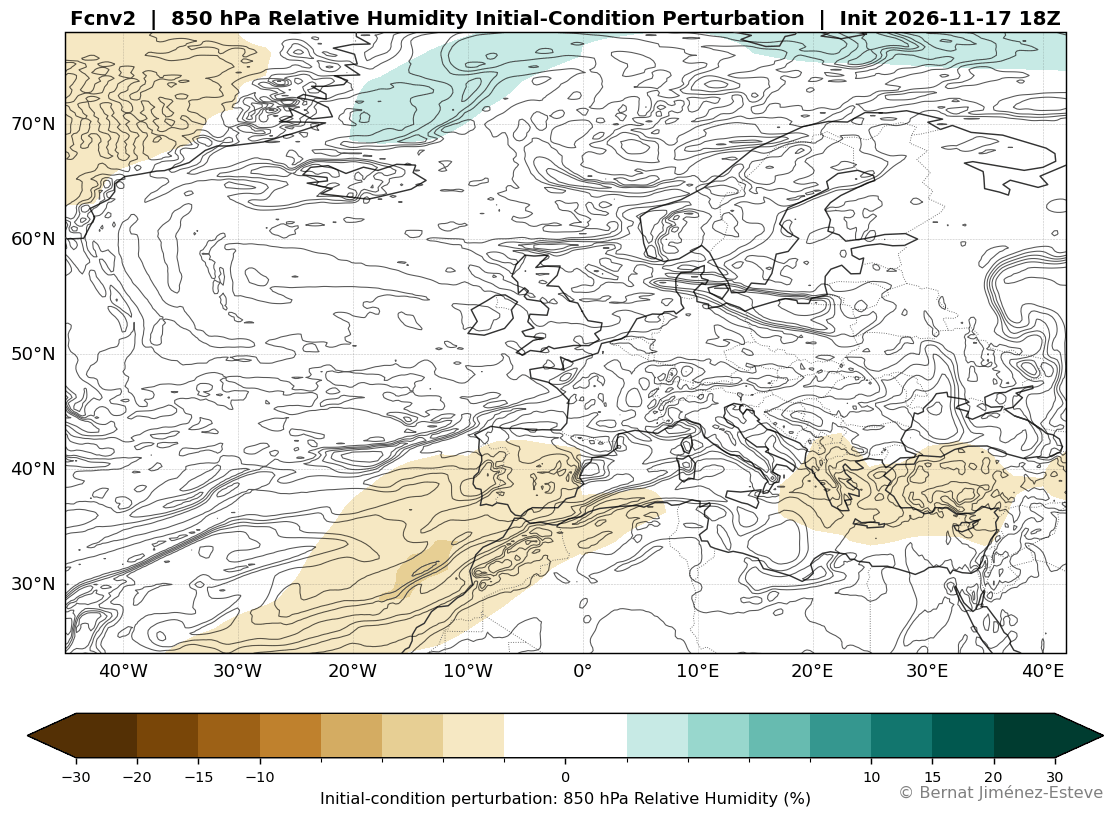 Fcnv2 | 850 hPa Relative Humidity Initial-Condition Perturbation | Init 2026-11-17 18Z
70°N
60°N
50°N
40°N
30°N
40°W 30°W 20°W 10°W 0° 10°E 20°E 30°E 40°E
−30 −20 −15 −10 0 10 15 20 30
Initial-condition perturbation: 850 hPa Relative Humidity (%)
© Bernat Jiménez-Esteve